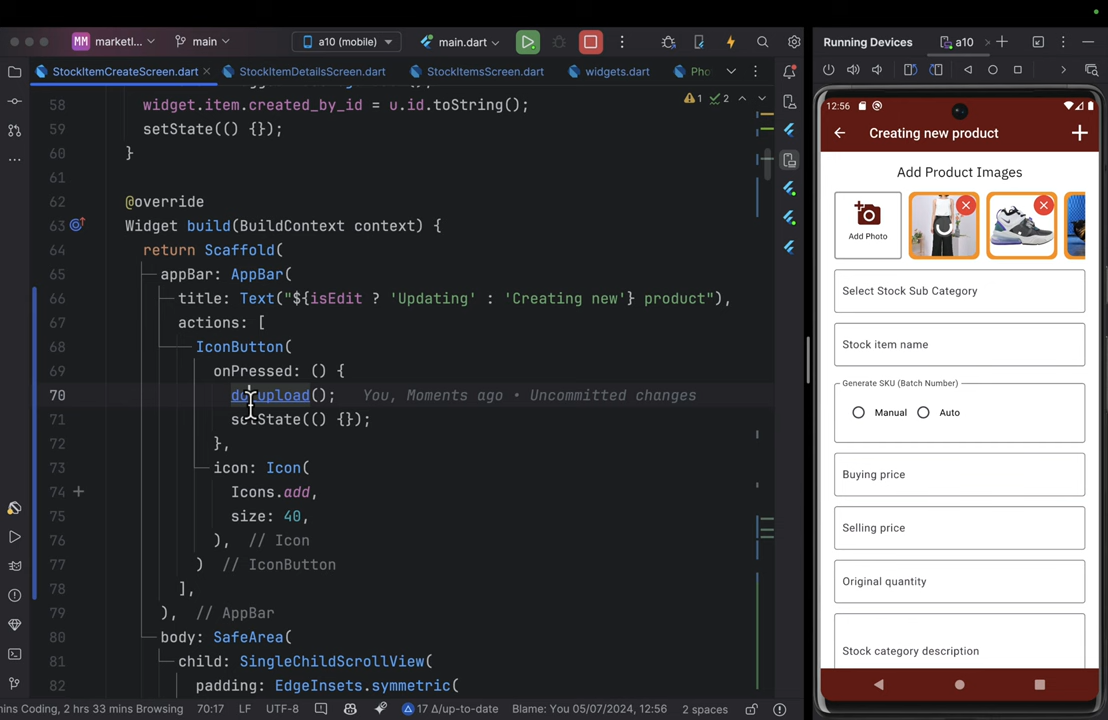 MM marketl... main a10 (mobile) main.dart
StockItemCreateScreen.dart StockItemDetailsScreen.dart StockItemsScreen.dart widgets.dart Pho
1 2
58 widget.item.created_by_id = u.id.toString();
59 setState(() {});
60 }
61
62 @override
63 Widget build(BuildContext context) {
64 return Scaffold(
65 appBar: AppBar(
66 title: Text("${isEdit ? 'Updating' : 'Creating new'} product"),
67 actions: [
68 IconButton(
69 onPressed: () {
70 do_upload(); You, Moments ago • Uncommitted changes
71 setState(() {});
72 },
73 icon: Icon(
74 Icons.add,
75 size: 40,
76 ), // Icon
77 ) // IconButton
78 ],
79 ), // AppBar
80 body: SafeArea(
81 child: SingleChildScrollView(
82 padding: EdgeInsets.symmetric(
ns Coding, 2 hrs 33 mins Browsing 70:17 LF UTF-8 17 Δ/up-to-date Blame: You 05/07/2024, 12:56 2 spaces
Running Devices a10
12:56
Creating new product
Add Product Images
Add Photo
Select Stock Sub Category
Stock item name
Generate SKU (Batch Number)
Manual Auto
Buying price
Selling price
Original quantity
Stock category description